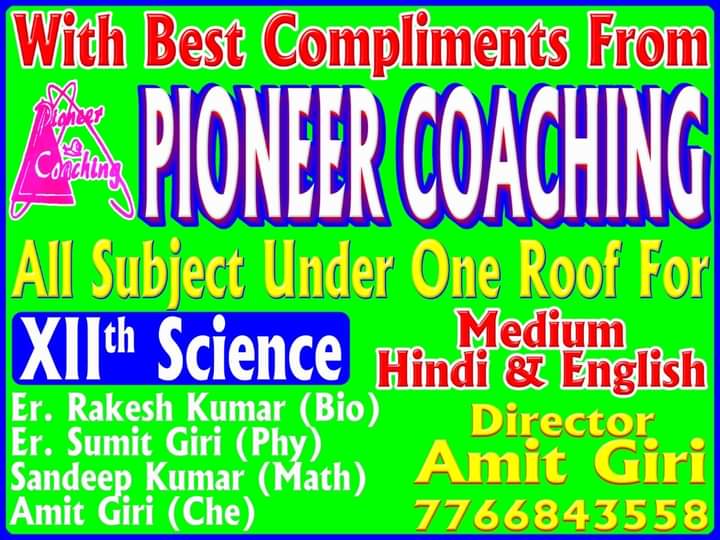 With Best Compliments From
Pioneer
Coaching
PIONEER COACHING
All Subject Under One Roof For
XIIth Science
Medium
Hindi & English
Er. Rakesh Kumar (Bio)
Er. Sumit Giri (Phy)
Sandeep Kumar (Math)
Amit Giri (Che)
Director
Amit Giri
7766843558